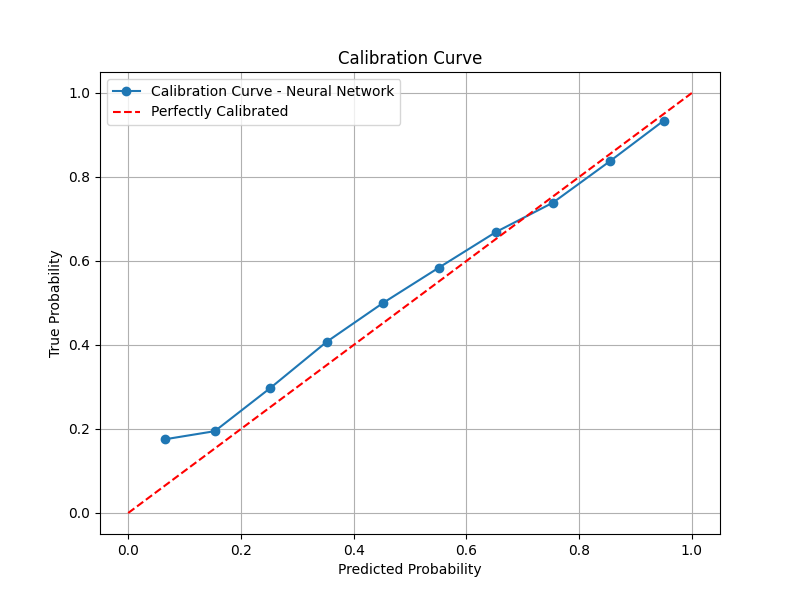 Calibration Curve
Calibration Curve - Neural Network
Perfectly Calibrated
True Probability
1.0
0.8
0.6
0.4
0.2
0.0
0.0 0.2 0.4 0.6 0.8 1.0
Predicted Probability